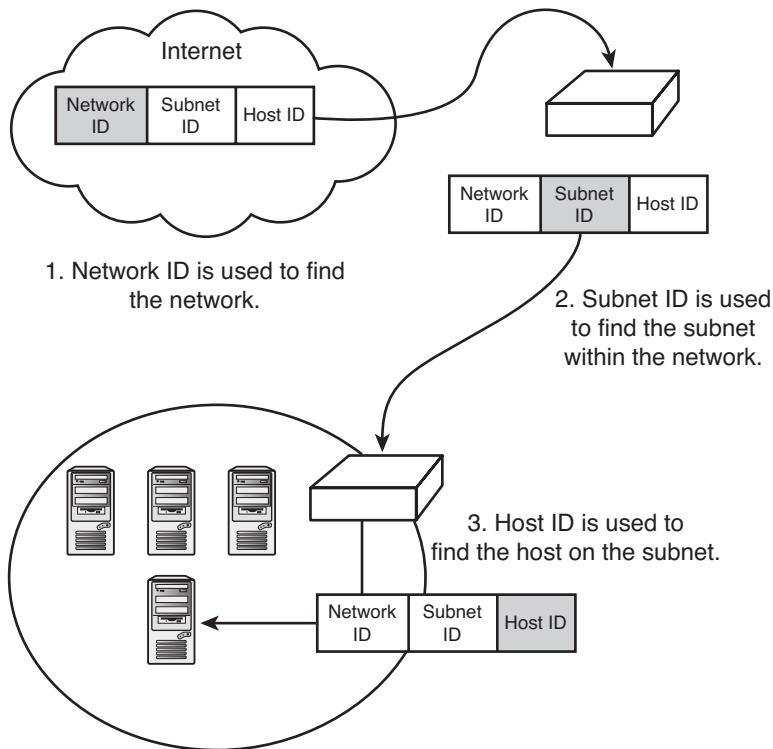 Internet
Network ID
Subnet ID
Host ID
Network ID
Subnet ID
Host ID
1. Network ID is used to find
the network.
2. Subnet ID is used
to find the subnet
within the network.
3. Host ID is used to
find the host on the subnet.
Network ID
Subnet ID
Host ID